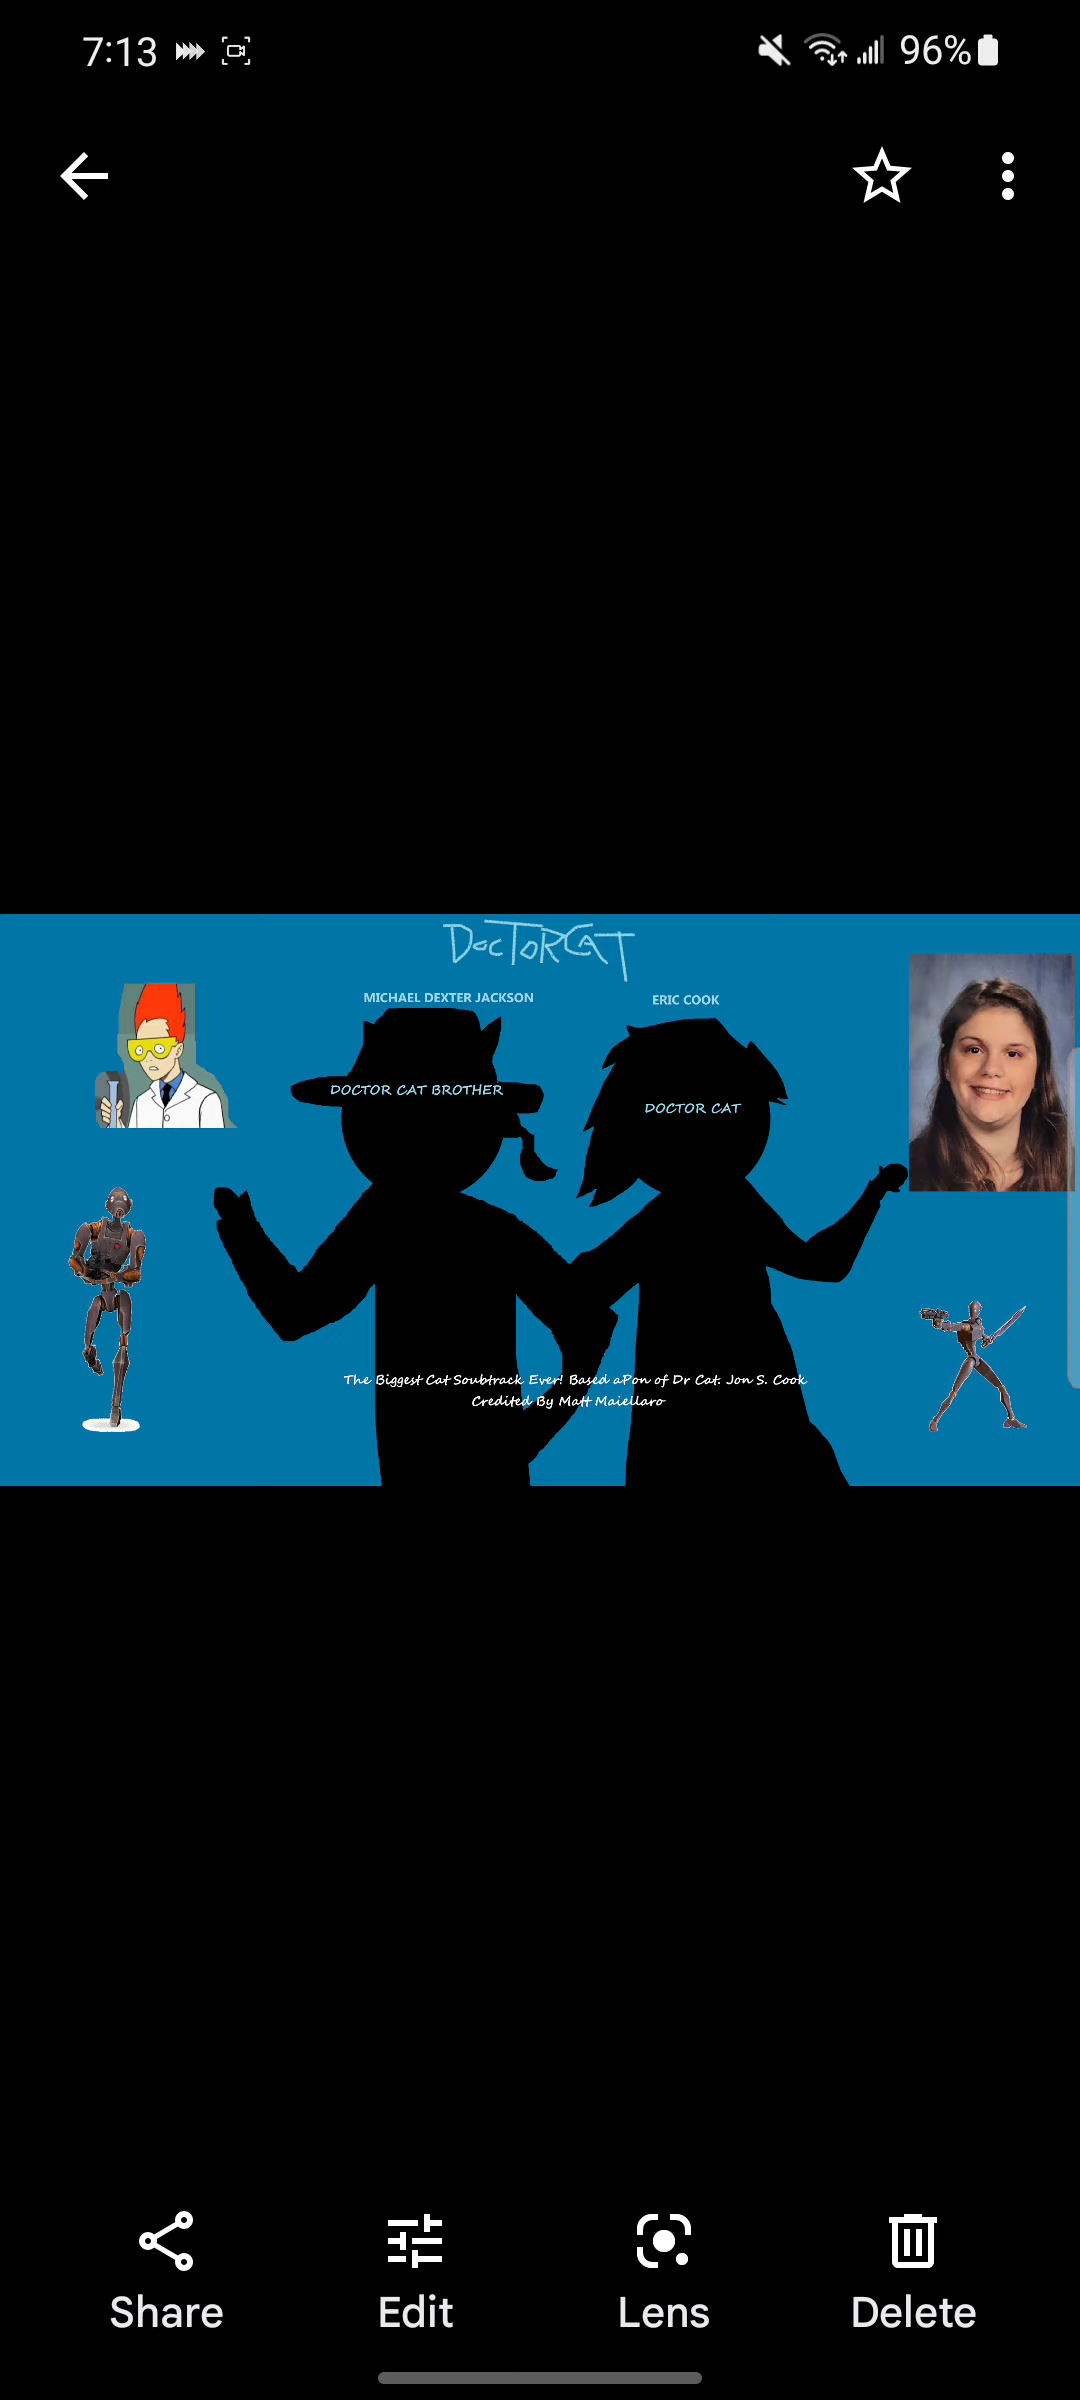 7:13
96%
DOCTORCAT
MICHAEL DEXTER JACKSON
ERIC COOK
DOCTOR CAT BROTHER
DOCTOR CAT
The Biggest Cat Soubtrack Ever! Based aPon of Dr Cat. Jon S. Cook
Credited By Matt Maiellaro
Share
Edit
Lens
Delete